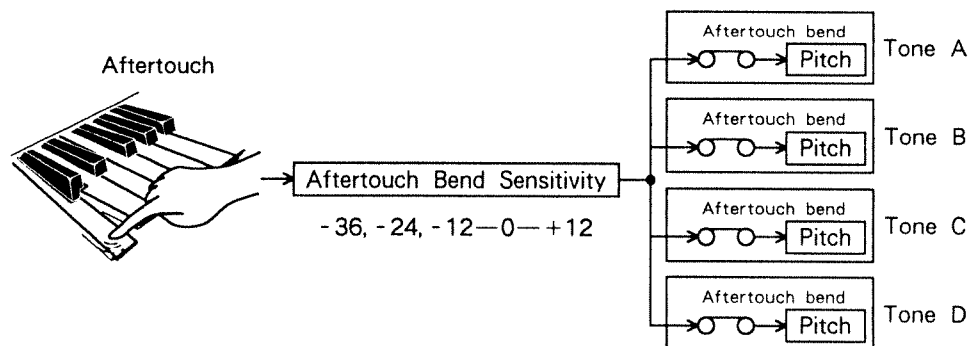 Aftertouch
Aftertouch Bend Sensitivity
-36, -24, -12—0—+12
Aftertouch bend
Pitch
Tone A
Aftertouch bend
Pitch
Tone B
Aftertouch bend
Pitch
Tone C
Aftertouch bend
Pitch
Tone D